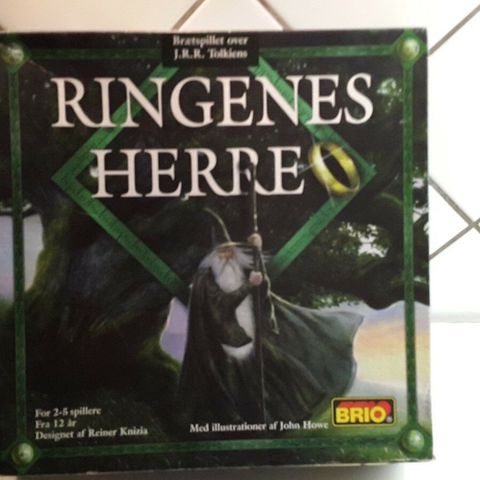 Brætspillet over
J.R.R. Tolkiens
RINGENES
HERRE
For 2-5 spillere
Fra 12 år
Designet af Reiner Knizia
Med illustrationer af John Howe
BRIO